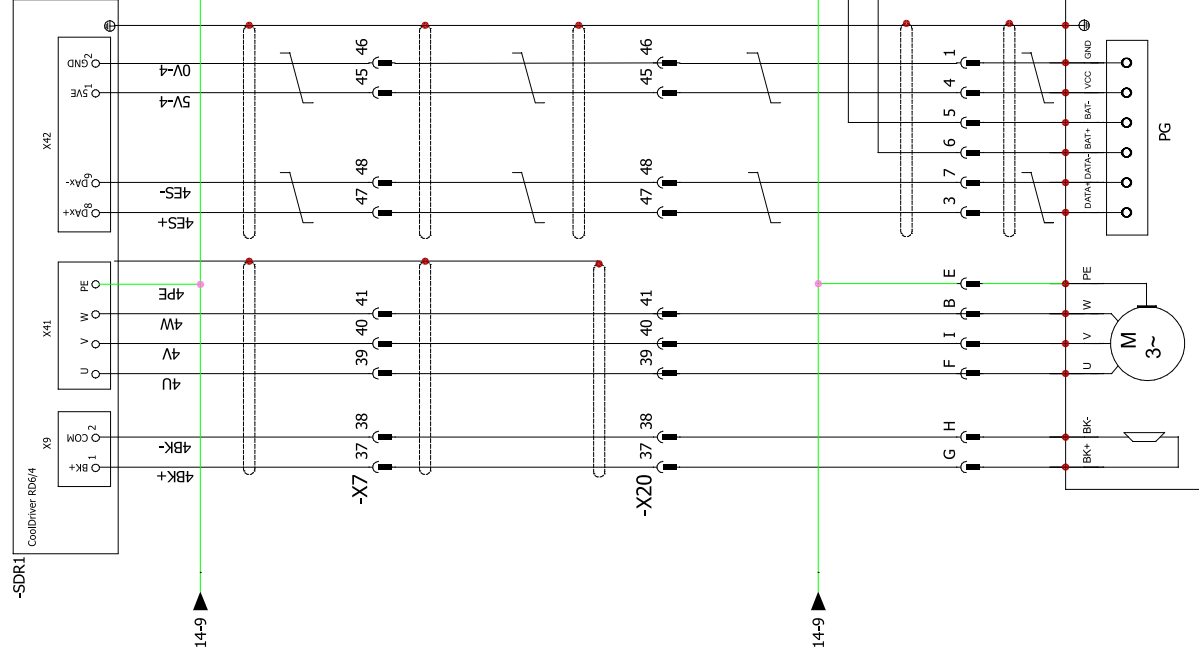 46 46
GND 2 0V-4 1 GND
45 45
5VE 1 5V-4 4 VCC
X42 5 BAT-
6 BAT+ PG
48 48
DAx- 9 4ES- 7 DATA-
47 47
DAx+ 8 4ES+ 3 DATA+
PE 4PE E PE
41 41
W 4W B W
X41 40 40
V 4V I V M
39 39 3~
U 4U F U
X9 38 38
COM 2 4BK- H BK-
37 37
BK+ 1 4BK+ G BK+
-X7 -X20
CoolDriver RD6/4
-SDR1
14-9 14-9